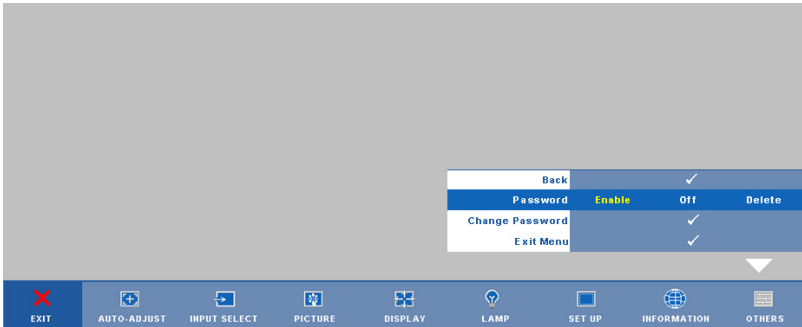 Back
Password Enable Off Delete
Change Password
Exit Menu
EXIT AUTO-ADJUST INPUT SELECT PICTURE DISPLAY LAMP SET UP INFORMATION OTHERS